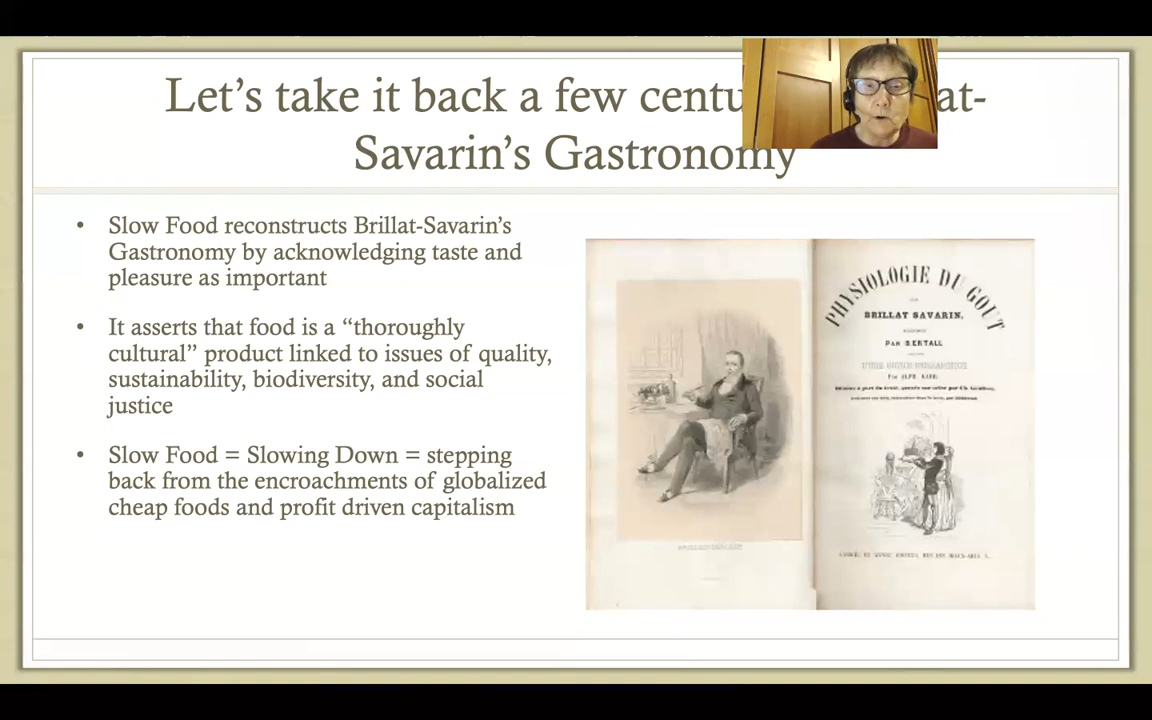 Let's take it back a few centu at-
Savarin's Gastronomy
• Slow Food reconstructs Brillat-Savarin's
Gastronomy by acknowledging taste and
pleasure as important
• It asserts that food is a “thoroughly
cultural” product linked to issues of quality,
sustainability, biodiversity, and social
justice
• Slow Food = Slowing Down = stepping
back from the encroachments of globalized
cheap foods and profit driven capitalism
PHYSIOLOGIE DU GOUT
BRILLAT SAVARIN,
PAR BERTALL